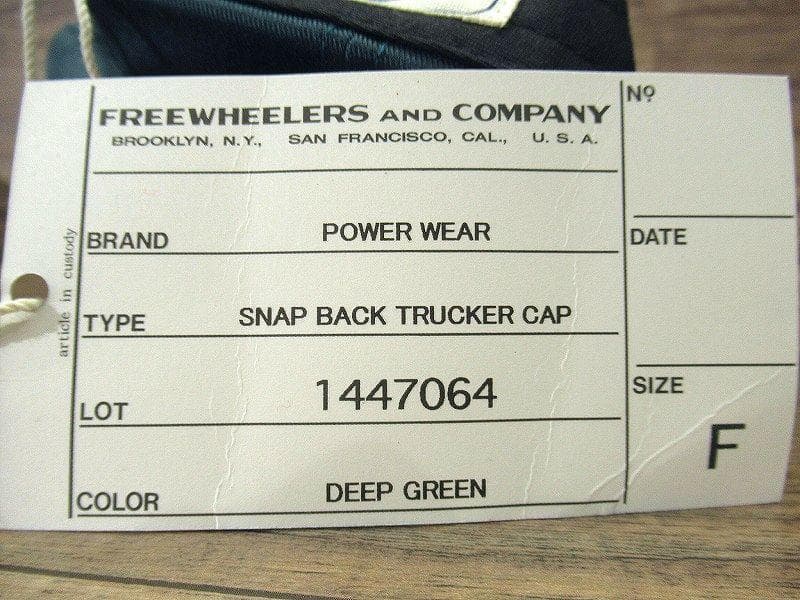 FREEWHEELERS AND COMPANY
BROOKLYN, N.Y., SAN FRANCISCO, CAL., U. S. A.
BRAND POWER WEAR
TYPE SNAP BACK TRUCKER CAP
LOT 1447064
COLOR DEEP GREEN
Nº
DATE
SIZE
F
article in custody